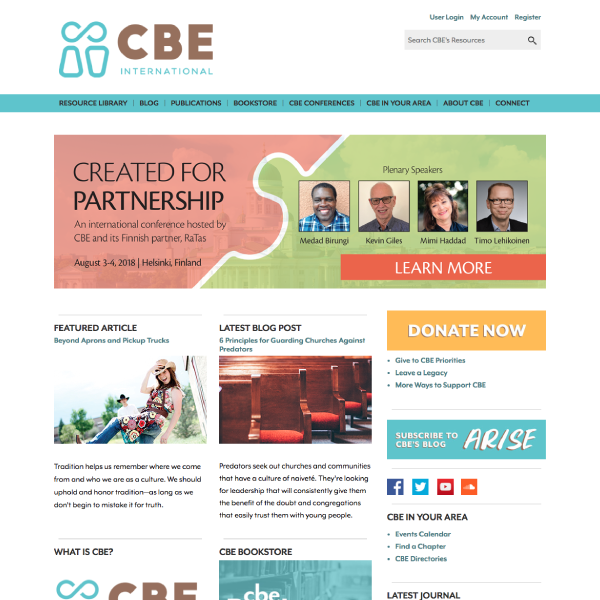 User Login My Account Register
CBE
INTERNATIONAL
Search CBE's Resources
RESOURCE LIBRARY | BLOG | PUBLICATIONS | BOOKSTORE | CBE CONFERENCES | CBE IN YOUR AREA | ABOUT CBE | CONNECT
CREATED FOR
PARTNERSHIP
An international conference hosted by
CBE and its Finnish partner, RaTas
August 3-4, 2018 | Helsinki, Finland
Plenary Speakers
Medad Birungi Kevin Giles Mimi Haddad Timo Lehikoinen
LEARN MORE
FEATURED ARTICLE
Beyond Aprons and Pickup Trucks
Tradition helps us remember where we come
from and who we are as a culture. We should
uphold and honor tradition—as long as we
don't begin to mistake it for truth.
LATEST BLOG POST
6 Principles for Guarding Churches Against
Predators
Predators seek out churches and communities
that have a culture of naiveté. They're looking
for leadership that will consistently give them
the benefit of the doubt and congregations
that easily trust them with young people.
DONATE NOW
Give to CBE Priorities
Leave a Legacy
More Ways to Support CBE
SUBSCRIBE TO
CBE'S BLOG
ARISE
CBE IN YOUR AREA
Events Calendar
Find a Chapter
CBE Directories
WHAT IS CBE?
CBE
CBE BOOKSTORE
cbe
LATEST JOURNAL